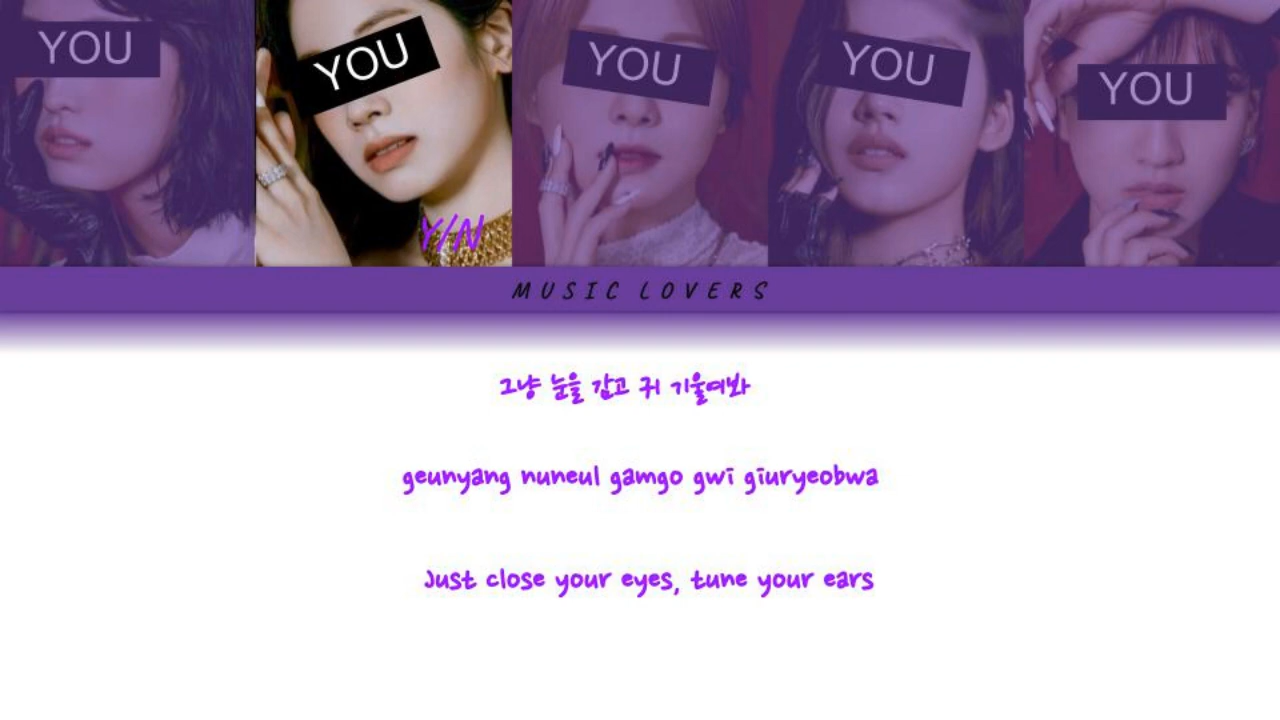 YOU
YOU
YOU
YOU
YOU
Y/N
MUSIC LOVERS
그냥 눈을 감고 귀 기울여봐
geunyang nuneul gamgo gwi giuryeobwa
Just close your eyes, tune your ears